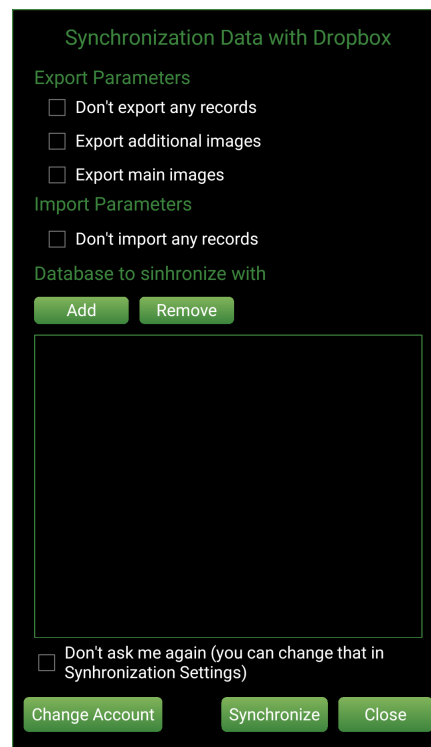 Synchronization Data with Dropbox
Export Parameters
Don't export any records
Export additional images
Export main images
Import Parameters
Don't import any records
Database to sinhronize with
Add Remove
Don't ask me again (you can change that in
Synhronization Settings)
Change Account Synchronize Close